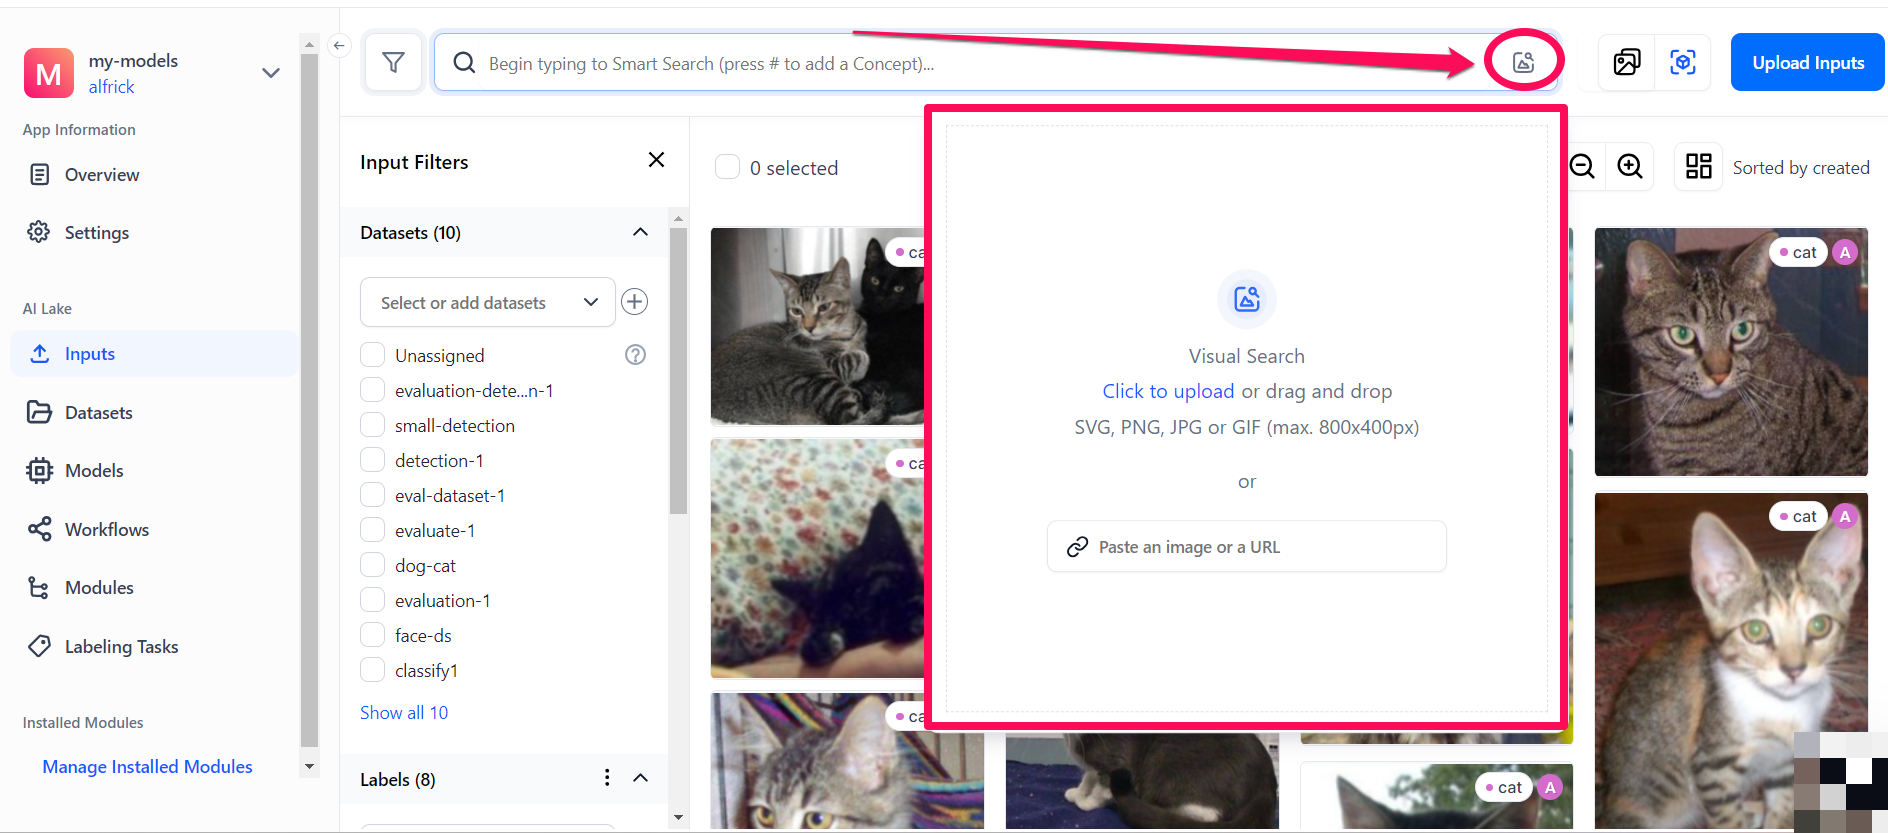 M
my-models
alfrick
App Information
Overview
Settings
AI Lake
Inputs
Datasets
Models
Workflows
Modules
Labeling Tasks
Installed Modules
Manage Installed Modules
Begin typing to Smart Search (press # to add a Concept)...
Upload Inputs
Input Filters
Datasets (10)
Select or add datasets
Unassigned
evaluation-dete...n-1
small-detection
detection-1
eval-dataset-1
evaluate-1
dog-cat
evaluation-1
face-ds
classify1
Show all 10
Labels (8)
0 selected
Sorted by created
ca
ca
ca
Visual Search
Click to upload or drag and drop
SVG, PNG, JPG or GIF (max. 800x400px)
or
Paste an image or a URL
cat A
cat A
cat A